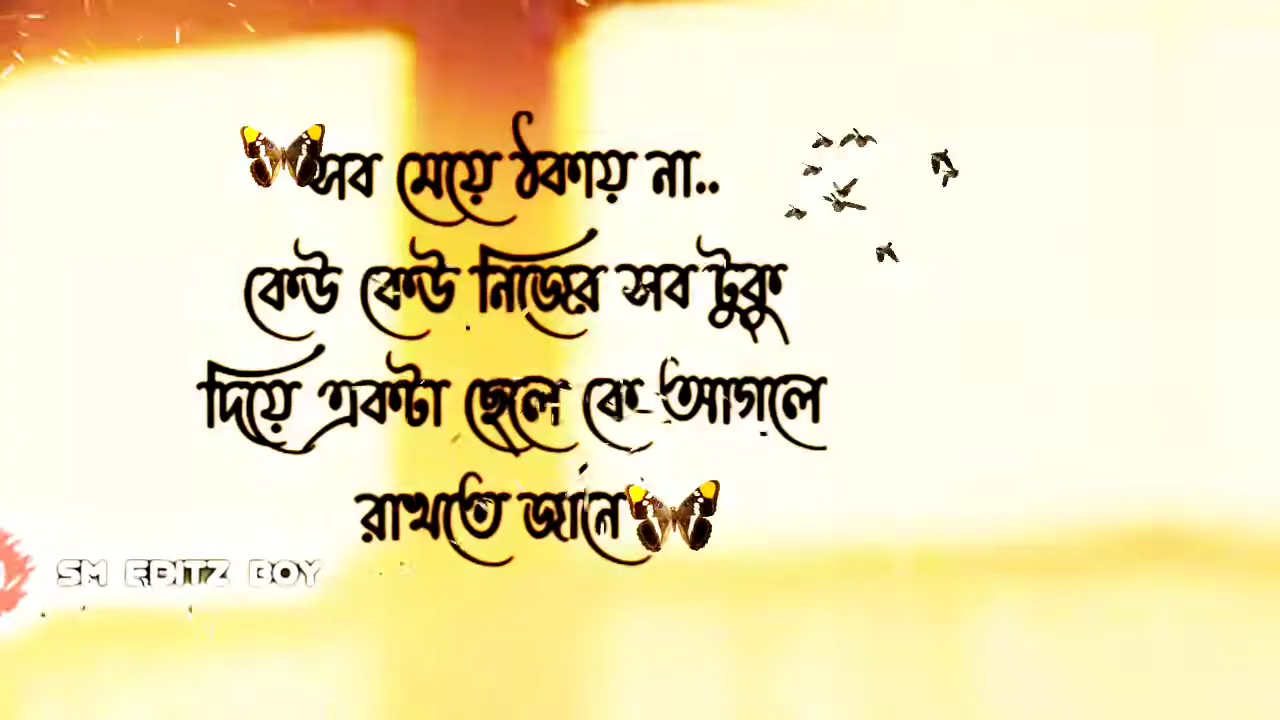 সব মেয়ে ঠকায় না..
কেউ কেউ নিজের সব টুকু
দিয়ে একটা ছেলে কে আগলে
রাখতে জানে
SM EDITZ BOY